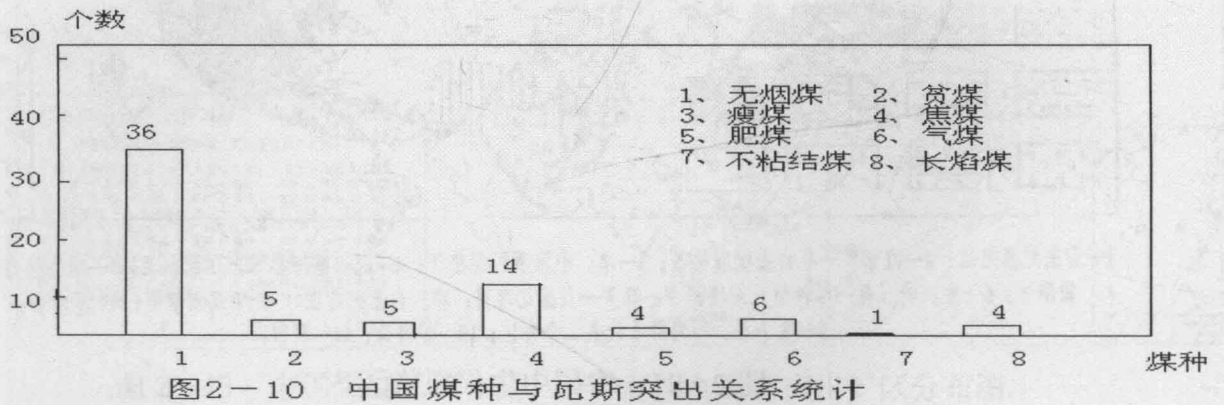 个数
50
40
30
20
10
36
5
5
14
4
6
1
4
1、无烟煤 2、贫煤
3、瘦煤 4、焦煤
5、肥煤 6、气煤
7、不粘结煤 8、长焰煤
1 2 3 4 5 6 7 8 煤种
图2-10 中国煤种与瓦斯突出关系统计